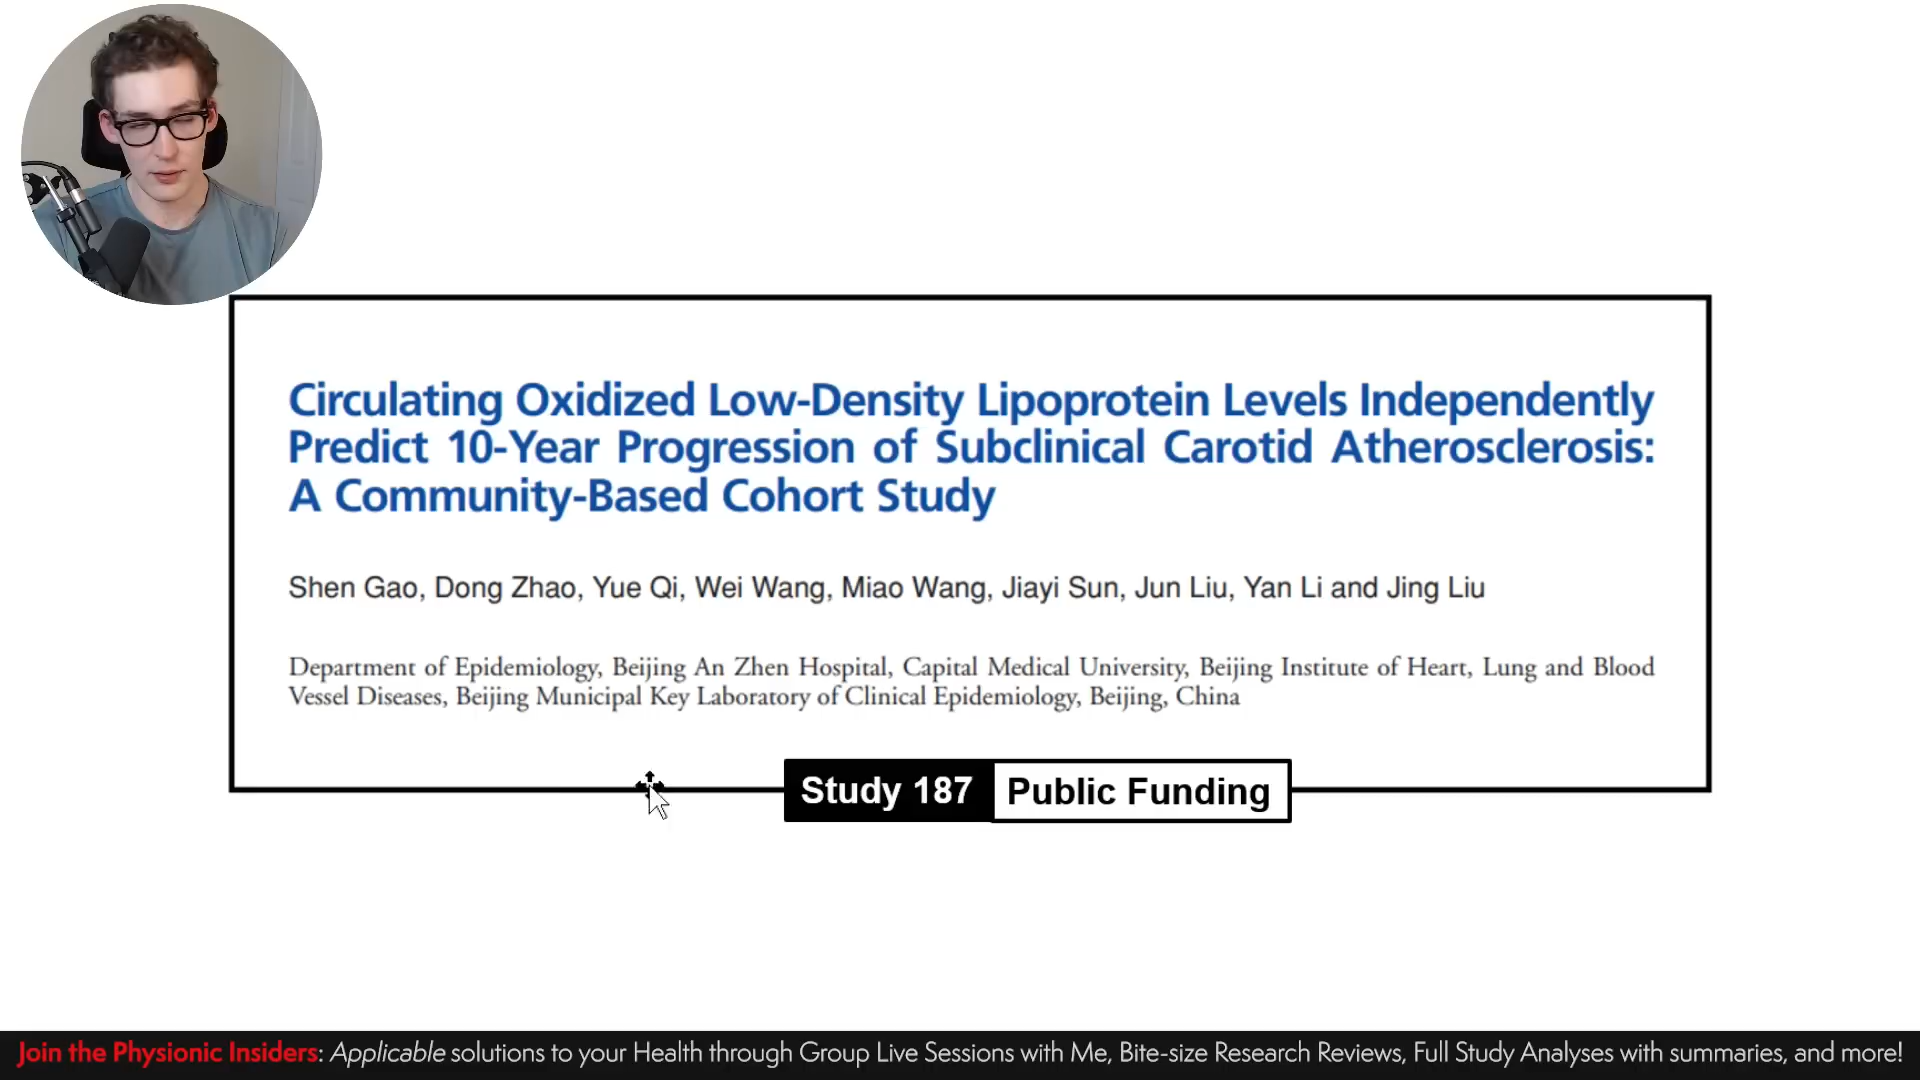 Circulating Oxidized Low-Density Lipoprotein Levels Independently
Predict 10-Year Progression of Subclinical Carotid Atherosclerosis:
A Community-Based Cohort Study
Shen Gao, Dong Zhao, Yue Qi, Wei Wang, Miao Wang, Jiayi Sun, Jun Liu, Yan Li and Jing Liu
Department of Epidemiology, Beijing An Zhen Hospital, Capital Medical University, Beijing Institute of Heart, Lung and Blood
Vessel Diseases, Beijing Municipal Key Laboratory of Clinical Epidemiology, Beijing, China
Study 187 Public Funding
Join the Physionic Insiders: Applicable solutions to your Health through Group Live Sessions with Me, Bite-size Research Reviews, Full Study Analyses with summaries, and more!